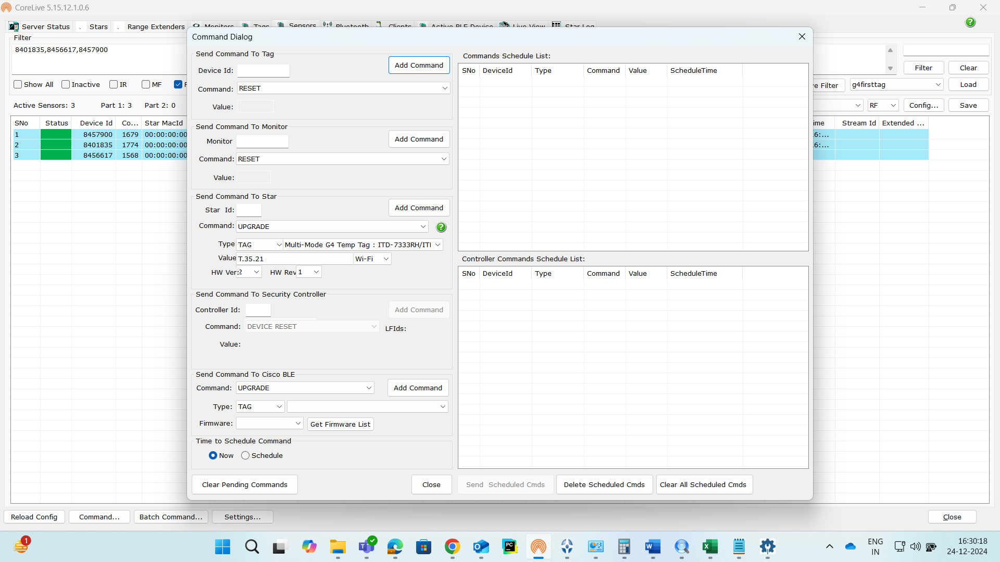 CoreLive 5.15.12.1.0.6
Server Status Stars Range Extenders Monitors Tags Sensors Bluetooth Clients Active BLE Device Live View Star Log
Filter
8401835,8456617,8457900
Show All Inactive IR MF
Active Sensors: 3 Part 1: 3 Part 2: 0
SNo Status Device Id Co... Star MacId
1 8457900 1679 00:00:00:00
2 8401835 1774 00:00:00:00
3 8456617 1568 00:00:00:00
Command Dialog
Send Command To Tag
Device Id: Add Command
Command: RESET
Value:
Send Command To Monitor
Monitor Add Command
Command: RESET
Value:
Send Command To Star
Star Id: Add Command
Command: UPGRADE ?
Type TAG Multi-Mode G4 Temp Tag : ITD-7333RH/ITI
Value T.35.21 Wi-Fi
HW Ver: 2 HW Rev 1
Send Command To Security Controller
Controller Id: Add Command
Command: DEVICE RESET LFIds:
Value:
Send Command To Cisco BLE
Command: UPGRADE Add Command
Type: TAG
Firmware: Get Firmware List
Time to Schedule Command
Now Schedule
Clear Pending Commands Close
Commands Schedule List:
SNo DeviceId Type Command Value ScheduleTime
Controller Commands Schedule List:
SNo DeviceId Type Command Value ScheduleTime
Send Scheduled Cmds Delete Scheduled Cmds Clear All Scheduled Cmds
?
Filter Clear
e Filter g4firsttag Load
RF Config... Save
ime Stream Id Extended ...
6:...
6:...
Reload Config Command... Batch Command... Settings... Close
1
PC
ENG
IN
16:30:18
24-12-2024